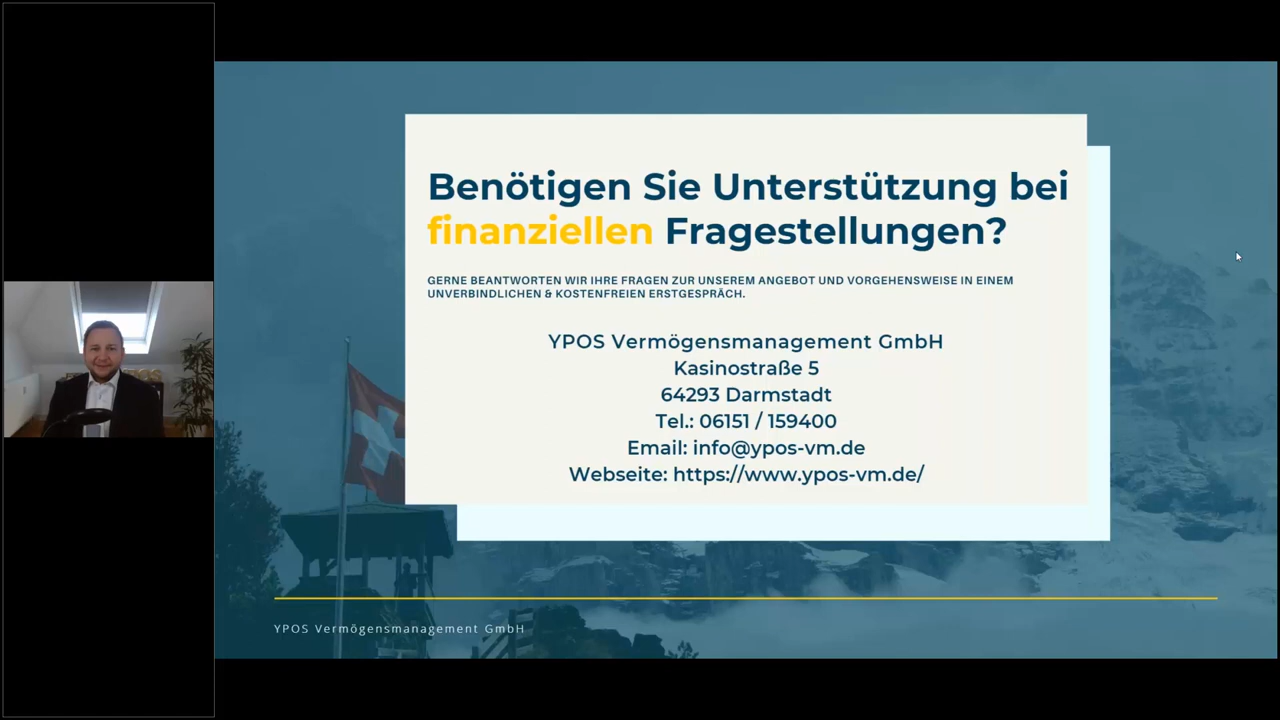 Benötigen Sie Unterstützung bei
finanziellen Fragestellungen?
GERNE BEANTWORTEN WIR IHRE FRAGEN ZUR UNSEREM ANGEBOT UND VORGEHENSWEISE IN EINEM
UNVERBINDLICHEN & KOSTENFREIEN ERSTGESPRÄCH.
YPOS Vermögensmanagement GmbH
Kasinostraße 5
64293 Darmstadt
Tel.: 06151 / 159400
Email: info@ypos-vm.de
Webseite: https://www.ypos-vm.de/
YPOS Vermögensmanagement GmbH